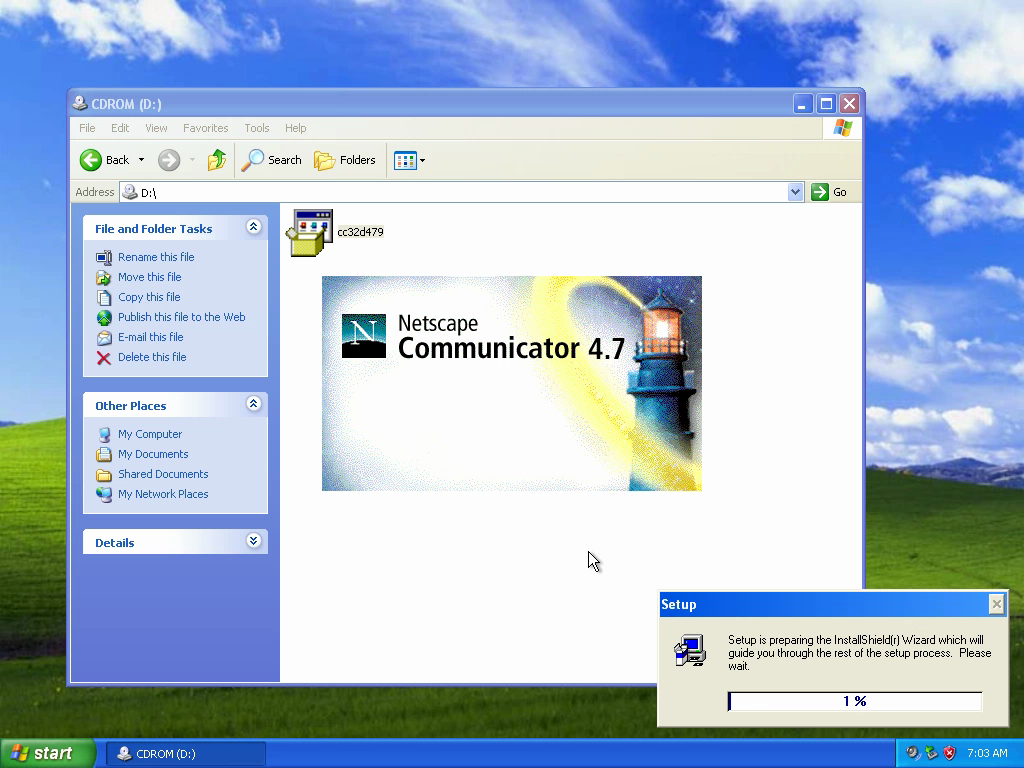 CDROM (D:)
File Edit View Favorites Tools Help
Back Search Folders
Address D:\ Go
File and Folder Tasks
Rename this file
Move this file
Copy this file
Publish this file to the Web
E-mail this file
Delete this file
Other Places
My Computer
My Documents
Shared Documents
My Network Places
Details
cc32d479
N
Netscape
Communicator 4.7
Setup
Setup is preparing the InstallShield(r) Wizard which will
guide you through the rest of the setup process. Please
wait.
1 %
start CDROM (D:) 7:03 AM